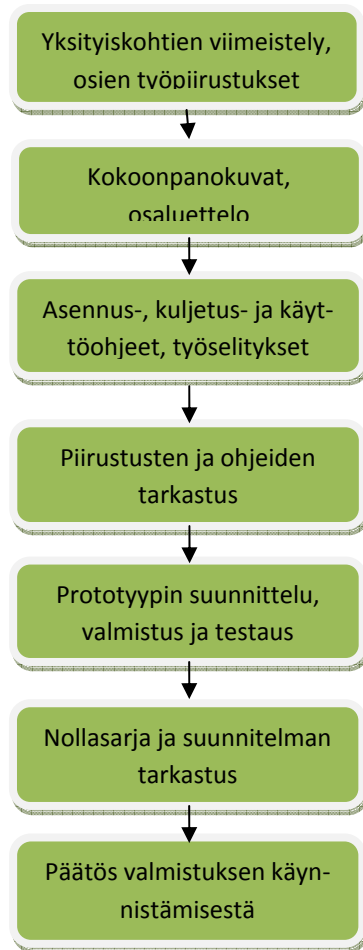 Yksityiskohtien viimeistely,
osien työpiirustukset
Kokoonpanokuvat,
osaluettelo
Asennus-, kuljetus- ja käyt-
töohjeet, työselitykset
Piirustusten ja ohjeiden
tarkastus
Prototyypin suunnittelu,
valmistus ja testaus
Nollasarja ja suunnitelman
tarkastus
Päätös valmistuksen käyn-
nistämisestä